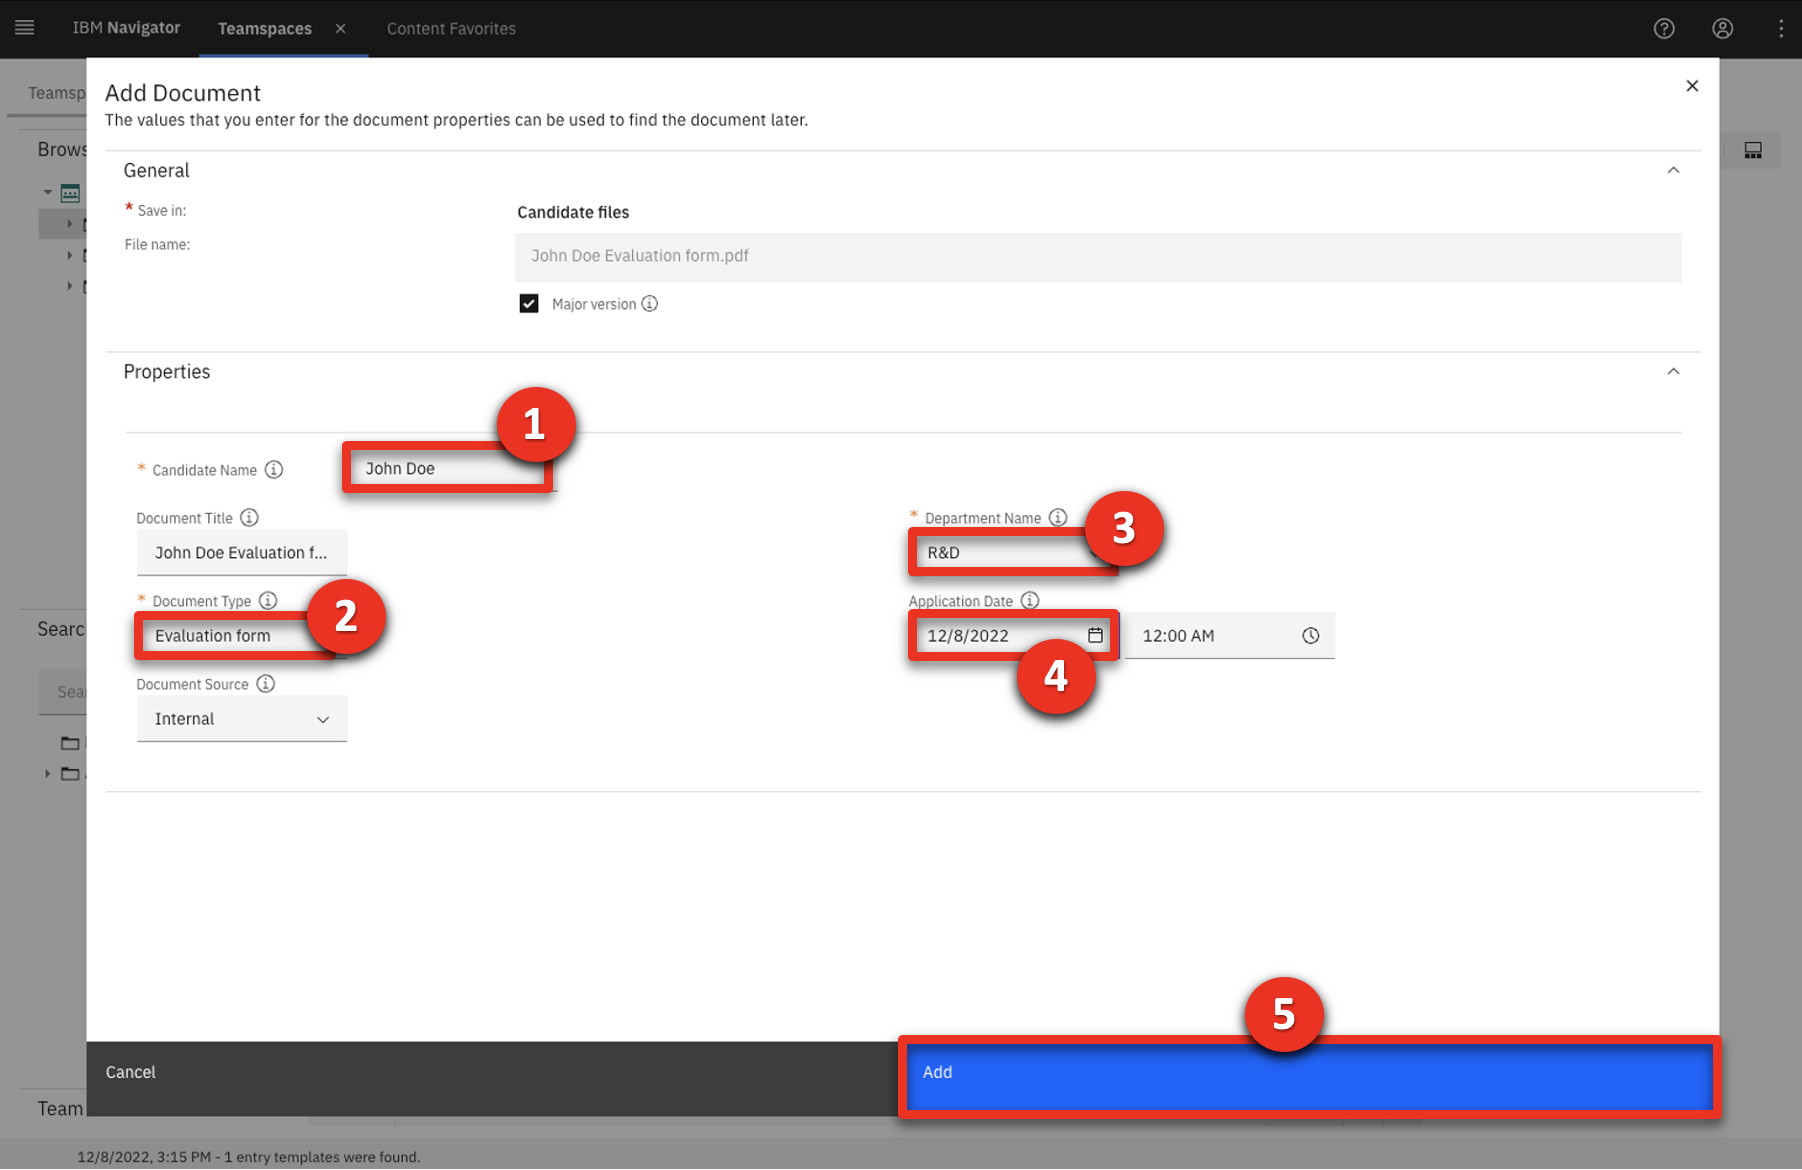 IBM Navigator
Teamspaces
Content Favorites
Teamsp
Add Document
The values that you enter for the document properties can be used to find the document later.
Brows
General
* Save in:
Candidate files
File name:
John Doe Evaluation form.pdf
Major version
Properties
1
* Candidate Name
John Doe
Document Title
* Department Name
3
John Doe Evaluation f...
R&D
* Document Type
2
Application Date
Evaluation form
12/8/2022
12:00 AM
Searc
4
Document Source
Sea
Internal
5
Cancel
Add
Team
12/8/2022, 3:15 PM - 1 entry templates were found.